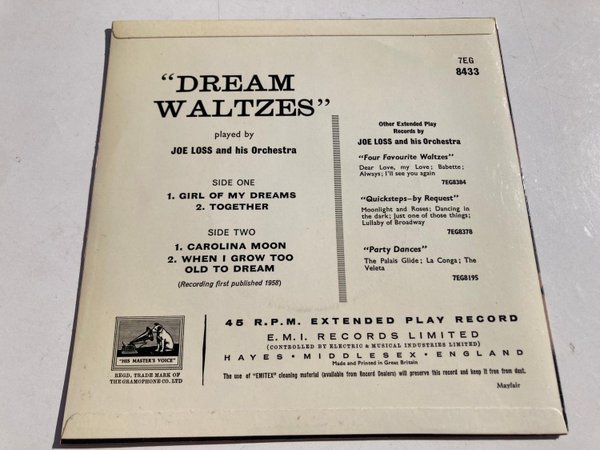 7EG
8433
"DREAM
WALTZES"
played by
JOE LOSS and his Orchestra
SIDE ONE
1. GIRL OF MY DREAMS
2. TOGETHER
SIDE TWO
1. CAROLINA MOON
2. WHEN I GROW TOO
OLD TO DREAM
(Recording first published 1958)
Other Extended Play
Records by
JOE LOSS and his Orchestra
"Four Favourite Waltzes"
Dear Love, my Love; Babette;
Always; I'll see you again
7EG8384
"Quicksteps—by Request"
Moonlight and Roses; Dancing in
the dark; Just one of those things;
Lullaby of Broadway
7EG8378
"Party Dances"
The Palais Glide; La Conga; The
Veleta
7EG8195
"HIS MASTER'S VOICE"
REGD. TRADE MARK OF
THE GRAMOPHONE CO. LTD
45 R.P.M. EXTENDED PLAY RECORD
E.M.I. RECORDS LIMITED
(CONTROLLED BY ELECTRIC & MUSICAL INDUSTRIES LIMITED)
HAYES · MIDDLESEX · ENGLAND
Made and Printed in Great Britain
The use of "EMITEX" cleaning material (available from Record Dealers) will preserve this record and keep it free from dust.
Mayfair